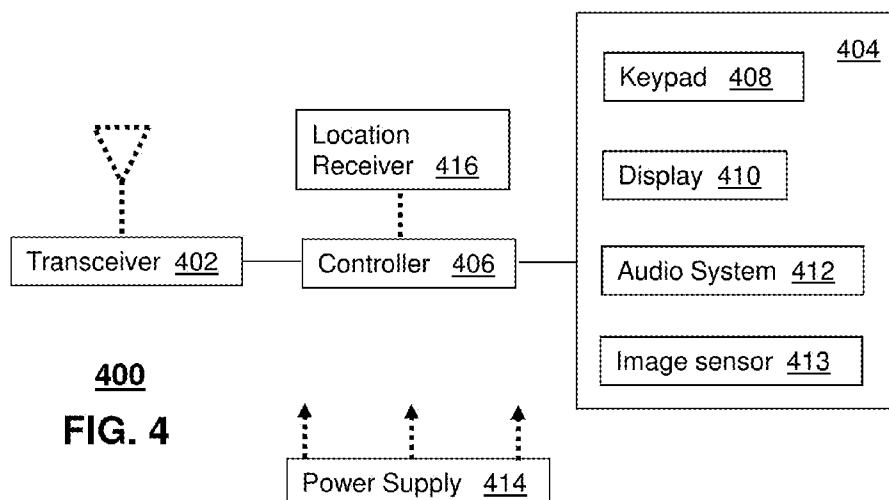 404
Keypad 408
Location
Receiver 416
Display 410
Transceiver 402
Controller 406
Audio System 412
Image sensor 413
400
FIG. 4
Power Supply 414